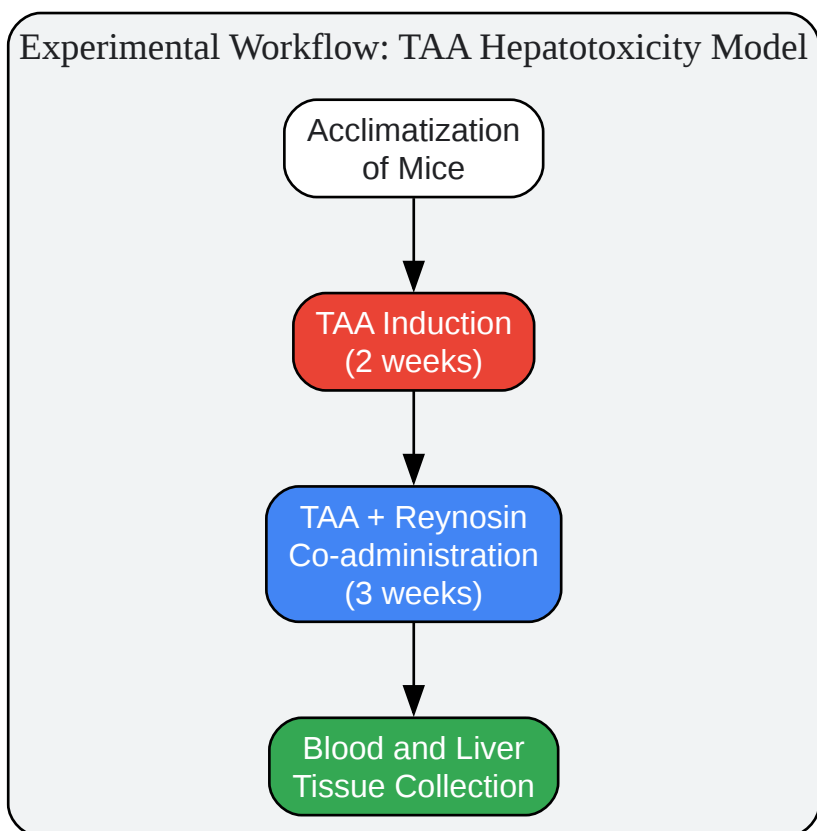 Experimental Workflow: TAA Hepatotoxicity Model
Acclimatization
of Mice
TAA Induction
(2 weeks)
TAA + Reynosin
Co-administration
(3 weeks)
Blood and Liver
Tissue Collection